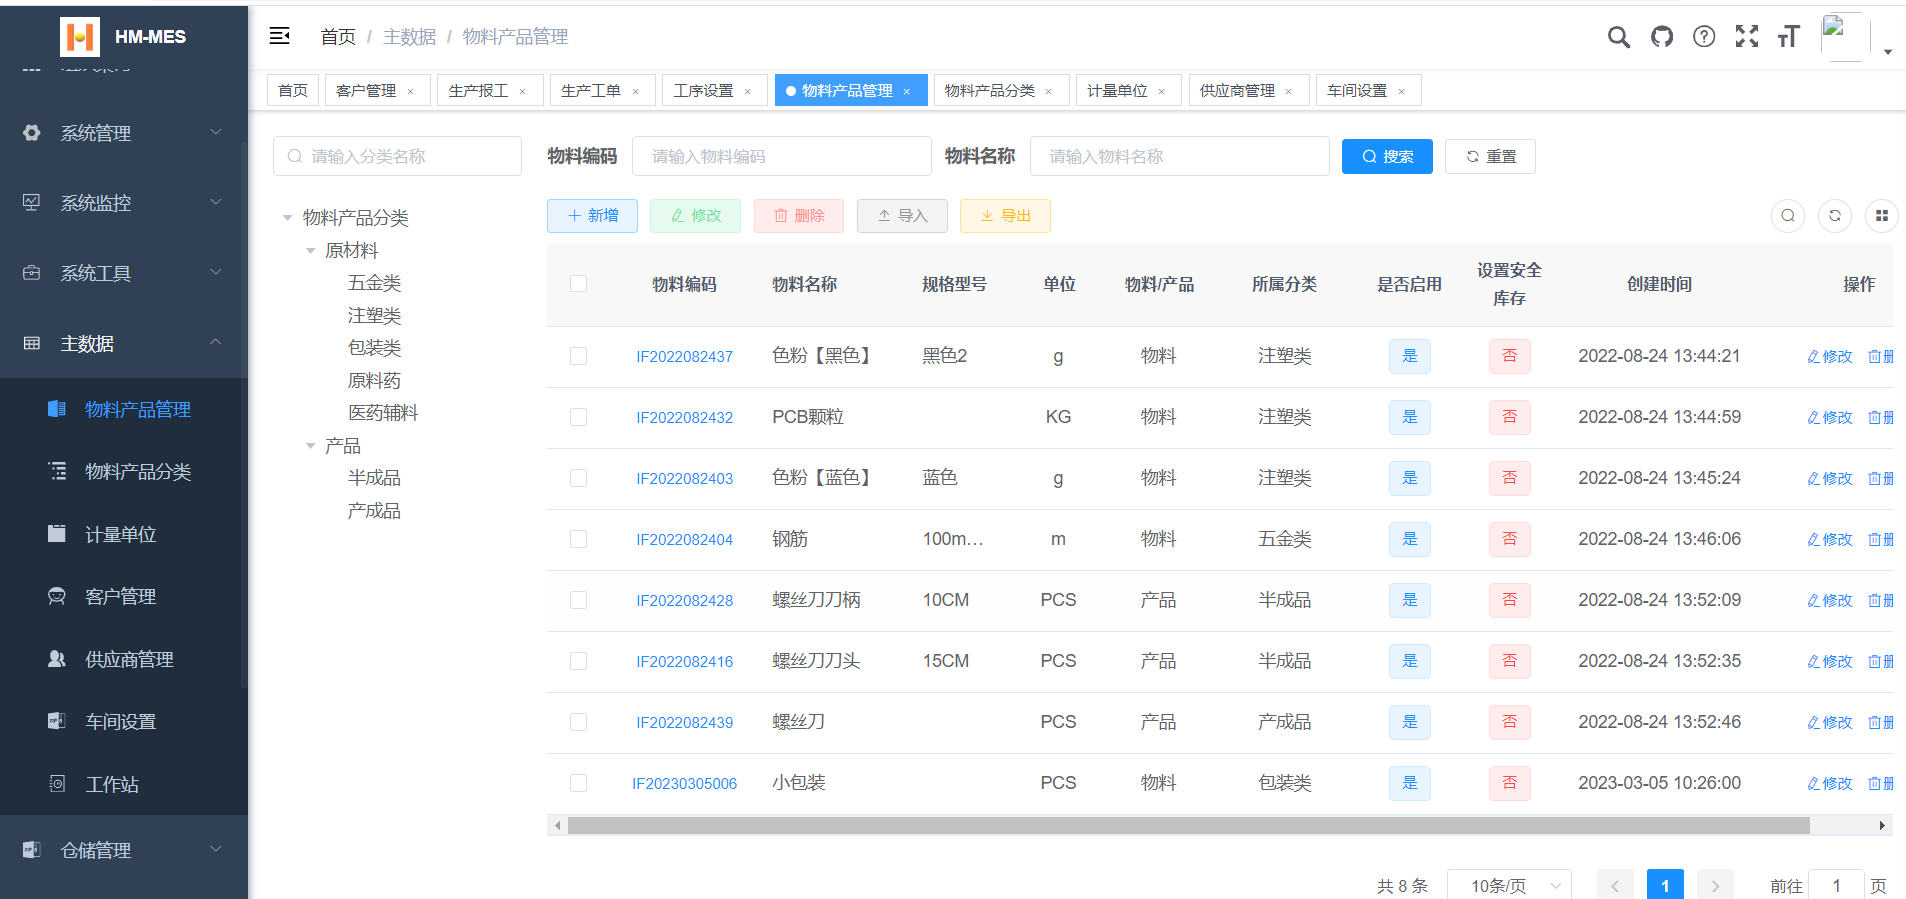 HM-MES
系统管理
系统监控
系统工具
主数据
物料产品管理
物料产品分类
计量单位
客户管理
供应商管理
车间设置
工作站
仓储管理
首页 / 主数据 / 物料产品管理
首页 客户管理 × 生产报工 × 生产工单 × 工序设置 × 物料产品管理 × 物料产品分类 × 计量单位 × 供应商管理 × 车间设置 ×
请输入分类名称
物料产品分类
原材料
五金类
注塑类
包装类
原料药
医药辅料
产品
半成品
产成品
物料编码 请输入物料编码 物料名称 请输入物料名称 搜索 重置
新增 修改 删除 导入 导出
物料编码 物料名称 规格型号 单位 物料/产品 所属分类 是否启用 设置安全库存 创建时间 操作
IF2022082437 色粉【黑色】 黑色2 g 物料 注塑类 是 否 2022-08-24 13:44:21 修改 删
IF2022082432 PCB颗粒 KG 物料 注塑类 是 否 2022-08-24 13:44:59 修改 删
IF2022082403 色粉【蓝色】 蓝色 g 物料 注塑类 是 否 2022-08-24 13:45:24 修改 删
IF2022082404 钢筋 100m… m 物料 五金类 是 否 2022-08-24 13:46:06 修改 删
IF2022082428 螺丝刀刀柄 10CM PCS 产品 半成品 是 否 2022-08-24 13:52:09 修改 删
IF2022082416 螺丝刀刀头 15CM PCS 产品 半成品 是 否 2022-08-24 13:52:35 修改 删
IF2022082439 螺丝刀 PCS 产品 产成品 是 否 2022-08-24 13:52:46 修改 删
IF20230305006 小包装 PCS 物料 包装类 是 否 2023-03-05 10:26:00 修改 删
共 8 条 10条/页 1 前往 1 页